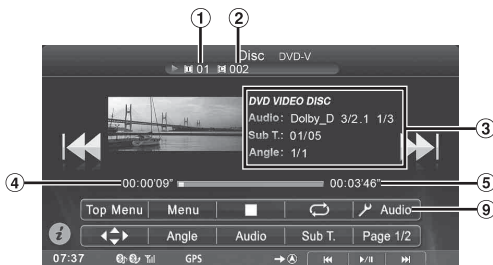 1 2
Disc DVD-V
01 002
DVD VIDEO DISC
Audio: Dolby_D 3/2.1 1/3
Sub T.: 01/05
Angle: 1/1
3
4 00:00'09" 00:03'46" 5
Top Menu Menu Audio 9
i Angle Audio Sub T. Page 1/2
07:37 GPS A